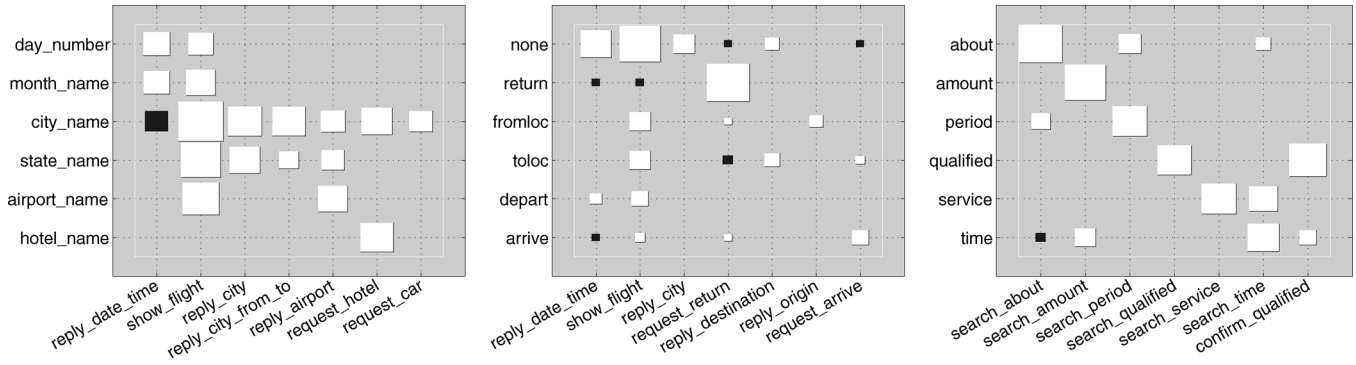 day_number
month_name
city_name
state_name
airport_name
hotel_name
reply_date_time
show_flight
reply_city
reply_city_from_to
reply_airport
request_hotel
request_car
none
return
fromloc
toloc
depart
arrive
reply_date_time
show_flight
reply_city
request_return
reply_destination
reply_origin
request_arrive
about
amount
period
qualified
service
time
search_about
search_amount
search_period
search_qualified
search_service
search_time
confirm_qualified